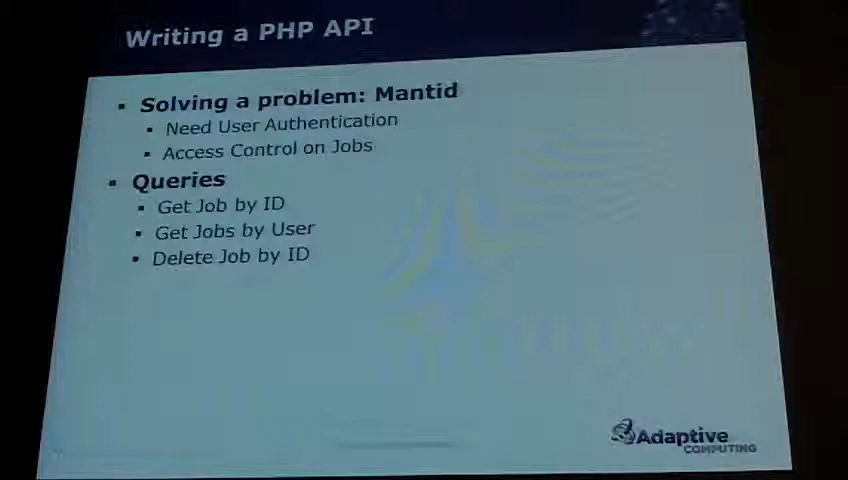 Writing a PHP API
Solving a problem: Mantid
Need User Authentication
Access Control on Jobs
Queries
Get Job by ID
Get Jobs by User
Delete Job by ID
Adaptive
COMPUTING